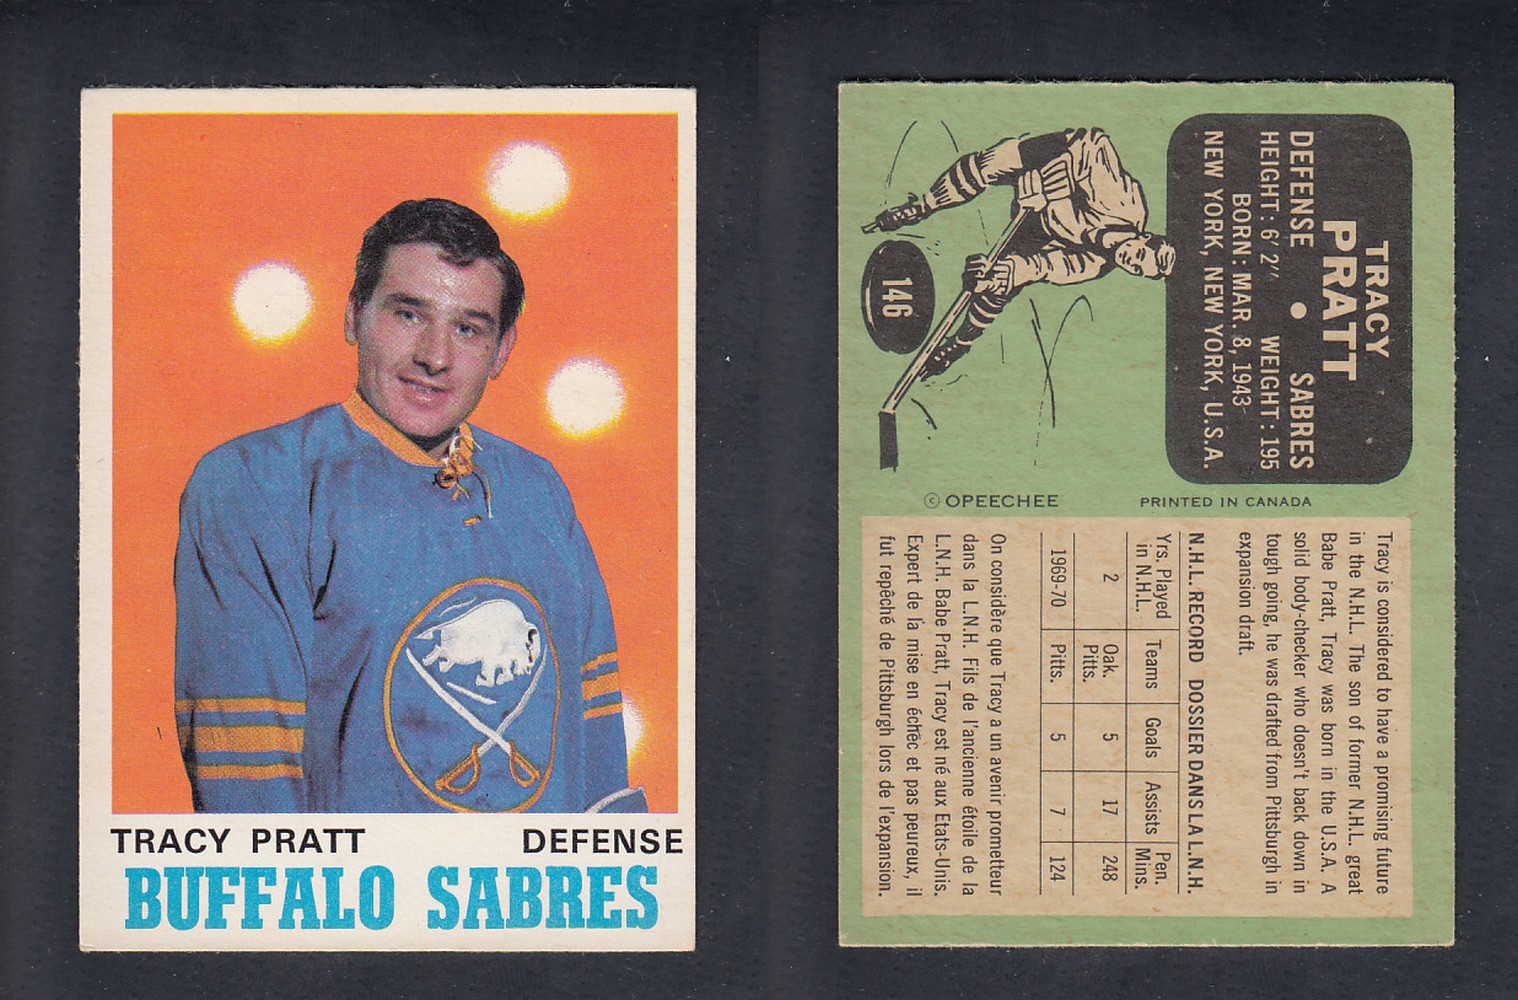 TRACY PRATT DEFENSE
BUFFALO SABRES
TRACY
PRATT
DEFENSE • SABRES
HEIGHT: 6' 2" WEIGHT: 195
BORN: MAR. 8, 1943
NEW YORK, NEW YORK, U.S.A.
146
© OPEECHEE PRINTED IN CANADA
Tracy is considered to have a promising future
in the N.H.L. The son of former N.H.L. great
Babe Pratt, Tracy was born in the U.S.A. A
solid body-checker who doesn't back down in
tough going, he was drafted from Pittsburgh in
expansion draft.
N.H.L. RECORD DOSSIER DANS LA L.N.H.
Yrs. Played Teams Goals Assists Pen.
in N.H.L. Mins.
2 Oak. 5 17 248
Pitts.
1969-70 Pitts. 5 7 124
On considère que Tracy a un avenir prometteur
dans la L.N.H. Fils de l'ancienne étoile de la
L.N.H. Babe Pratt, Tracy est né aux Etats-Unis.
Expert de la mise en échec et pas peureux, il
fut repêché de Pittsburgh lors de l'expansion.